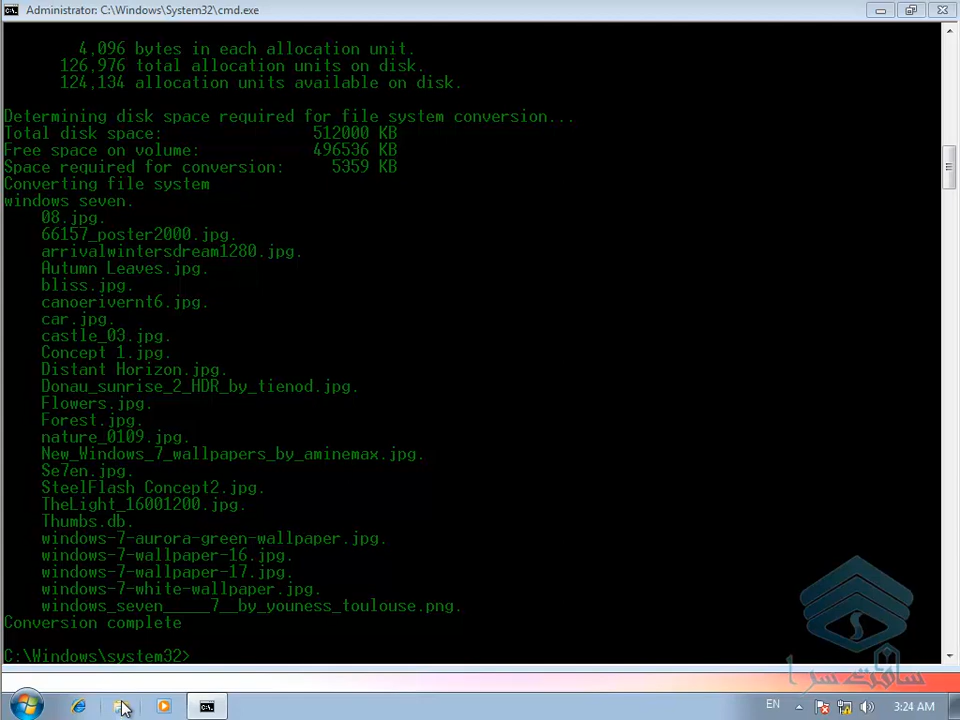 Administrator: C:\Windows\System32\cmd.exe
4,096 bytes in each allocation unit.
126,976 total allocation units on disk.
124,134 allocation units available on disk.
Determining disk space required for file system conversion...
Total disk space: 512000 KB
Free space on volume: 496536 KB
Space required for conversion: 5359 KB
Converting file system
windows seven.
08.jpg.
66157_poster2000.jpg.
arrivalwintersdream1280.jpg.
Autumn Leaves.jpg.
bliss.jpg.
canoerivernt6.jpg.
car.jpg.
castle_03.jpg.
Concept 1.jpg.
Distant Horizon.jpg.
Donau_sunrise_2_HDR_by_tienod.jpg.
Flowers.jpg.
Forest.jpg.
nature_0109.jpg.
New_Windows_7_wallpapers_by_aminemax.jpg.
Se7en.jpg.
SteelFlash Concept2.jpg.
TheLight_16001200.jpg.
Thumbs.db.
windows-7-aurora-green-wallpaper.jpg.
windows-7-wallpaper-16.jpg.
windows-7-wallpaper-17.jpg.
windows-7-white-wallpaper.jpg.
windows_seven_____7__by_youness_toulouse.png.
Conversion complete
C:\Windows\system32>
سافت سرا
EN
3:24 AM